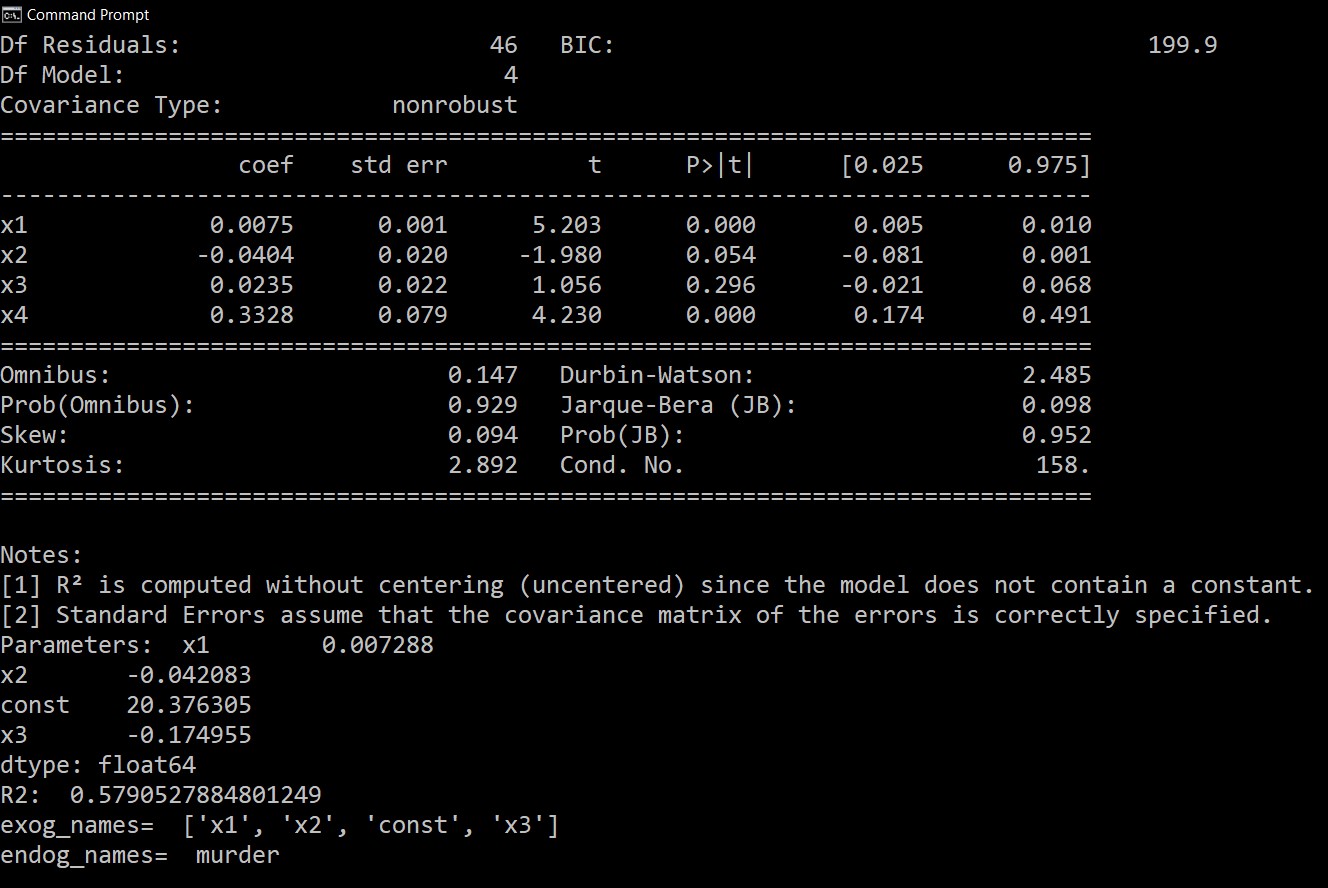 Command Prompt
Df Residuals: 46 BIC: 199.9
Df Model: 4
Covariance Type: nonrobust
==============================================================================
coef std err t P>|t| [0.025 0.975]
------------------------------------------------------------------------------
x1 0.0075 0.001 5.203 0.000 0.005 0.010
x2 -0.0404 0.020 -1.980 0.054 -0.081 0.001
x3 0.0235 0.022 1.056 0.296 -0.021 0.068
x4 0.3328 0.079 4.230 0.000 0.174 0.491
==============================================================================
Omnibus: 0.147 Durbin-Watson: 2.485
Prob(Omnibus): 0.929 Jarque-Bera (JB): 0.098
Skew: 0.094 Prob(JB): 0.952
Kurtosis: 2.892 Cond. No. 158.
==============================================================================
Notes:
[1] R² is computed without centering (uncentered) since the model does not contain a constant.
[2] Standard Errors assume that the covariance matrix of the errors is correctly specified.
Parameters: x1 0.007288
x2 -0.042083
const 20.376305
x3 -0.174955
dtype: float64
R2: 0.5790527884801249
exog_names= ['x1', 'x2', 'const', 'x3']
endog_names= murder